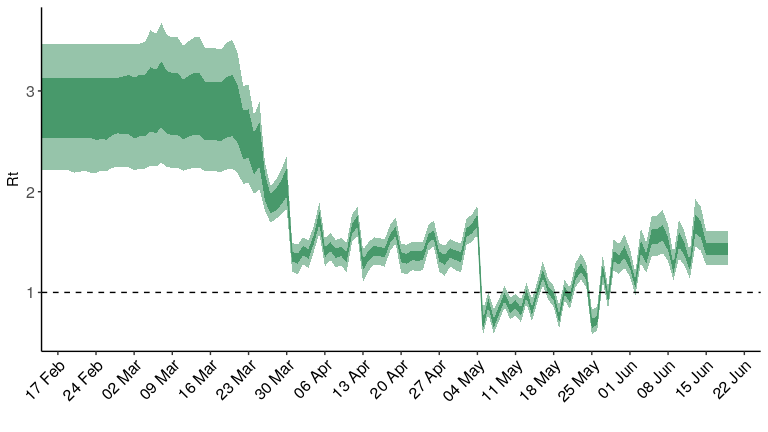 Rt
3
2
1
17 Feb
24 Feb
02 Mar
09 Mar
16 Mar
23 Mar
30 Mar
06 Apr
13 Apr
20 Apr
27 Apr
04 May
11 May
18 May
25 May
01 Jun
08 Jun
15 Jun
22 Jun